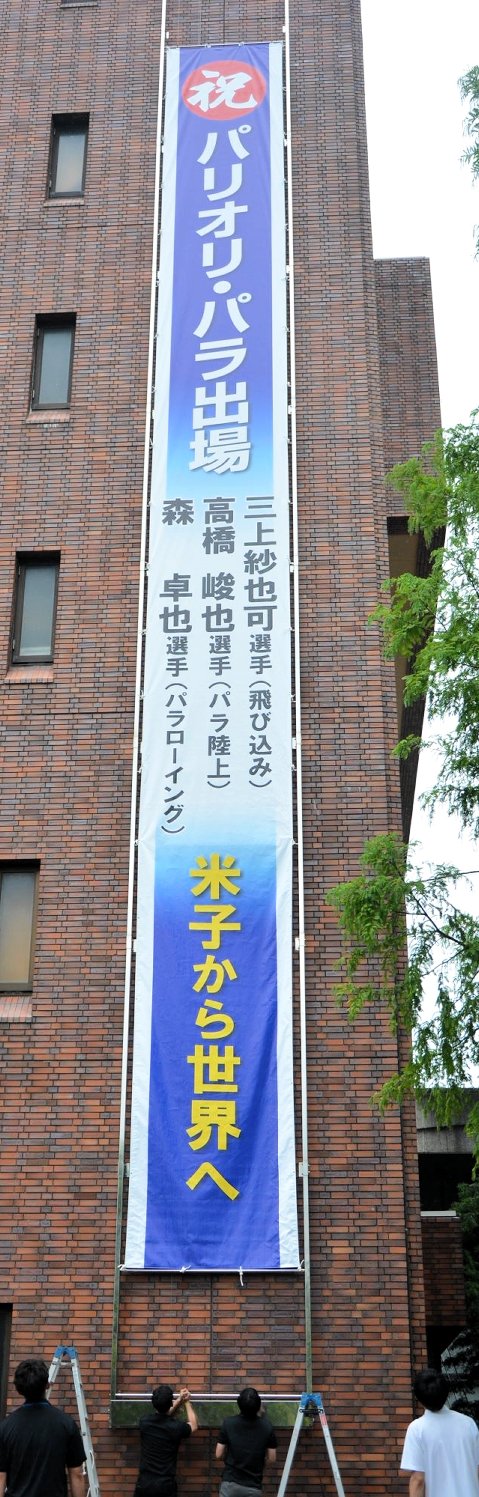 祝
パリオリ・パラ出場
三上紗也可選手（飛び込み）
高橋 峻也選手（パラ陸上）
森 卓也選手（パラローイング）
米子から世界へ